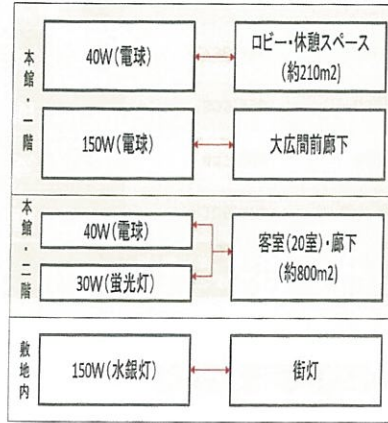 本館・一階
40W(電球)
ロビー・休憩スペース
(約210m2)
150W(電球)
大広間前廊下
本館・二階
40W(電球)
30W(蛍光灯)
客室(20室)・廊下
(約800m2)
敷地内
150W(水銀灯)
街灯